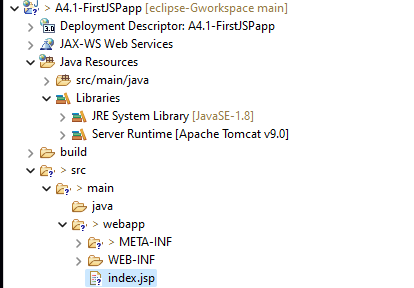 > A4.1-FirstJSPapp [eclipse-Gworkspace main]
Deployment Descriptor: A4.1-FirstJSPapp
JAX-WS Web Services
Java Resources
> src/main/java
Libraries
JRE System Library [JavaSE-1.8]
Server Runtime [Apache Tomcat v9.0]
build
> src
> main
java
> webapp
> META-INF
WEB-INF
index.jsp